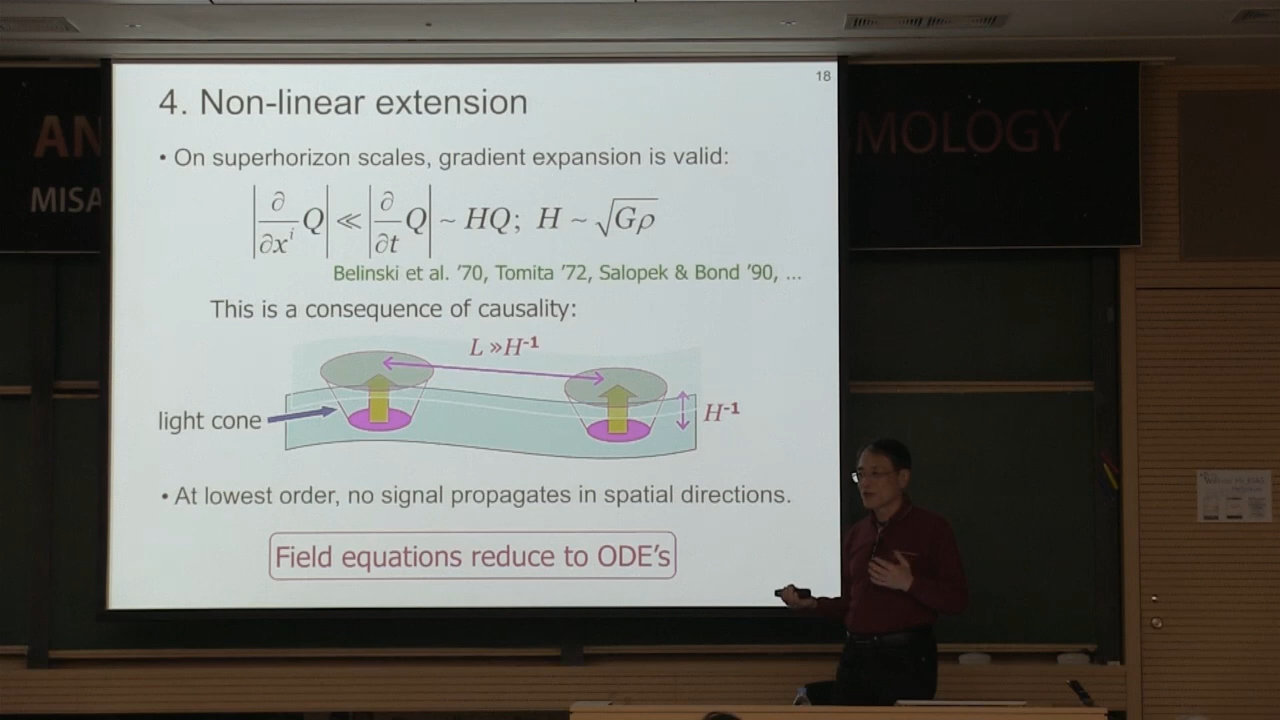 18
4. Non-linear extension
• On superhorizon scales, gradient expansion is valid:
|∂/∂xⁱ Q| ≪ |∂/∂t Q| ~ HQ; H ~ √Gρ
Belinski et al. '70, Tomita '72, Salopek & Bond '90, ...
This is a consequence of causality:
L »H⁻¹
light cone
H⁻¹
• At lowest order, no signal propagates in spatial directions.
Field equations reduce to ODE's
AN
MISA
MOLOGY